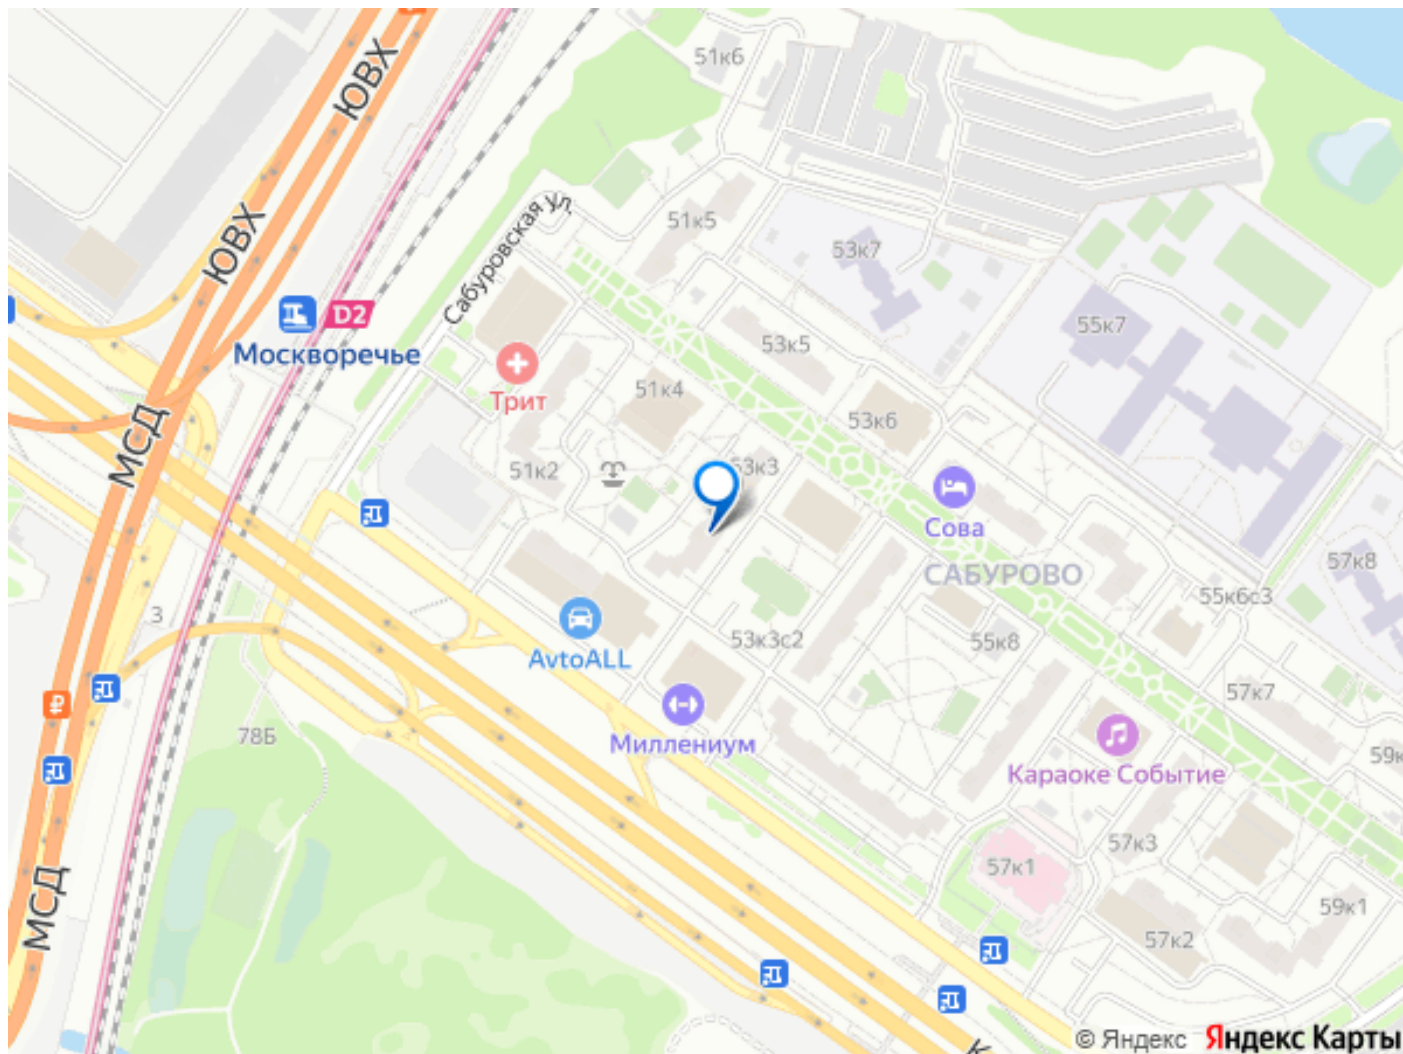 51к6
ЮВХ
ЮВХ
Сабуровская ул.
51к5
53к7
D2
Москворечье
55к7
53к5
Трит
51к4
53к6
МСД
51к2
53к3
Сова
57к8
САБУРОВО
55к6с3
3
AvtoALL
53к3с2
55к8
57к7
78Б
Миллениум
59к
Караоке Событие
57к3
57к1
МСД
59к1
57к2
К
© Яндекс Яндекс Карты